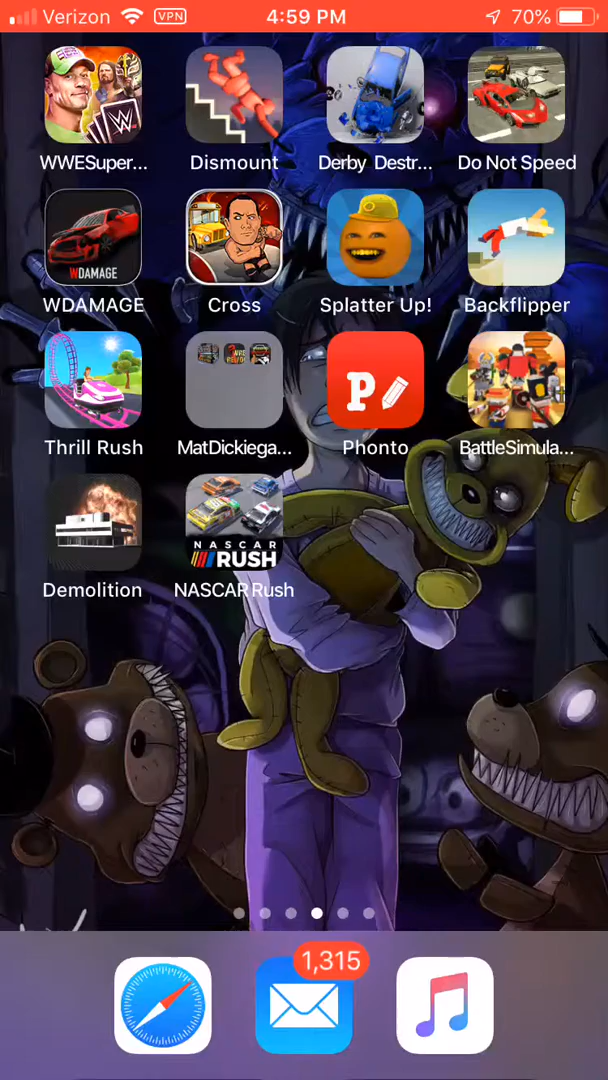 Verizon VPN 4:59 PM 70%
WWESuper... Dismount Derby Destr... Do Not Speed
WDAMAGE
WDAMAGE Cross Splatter Up! Backflipper
P
Thrill Rush MatDickiega... Phonto BattleSimula...
NASCAR
RUSH
Demolition NASCAR Rush
1,315